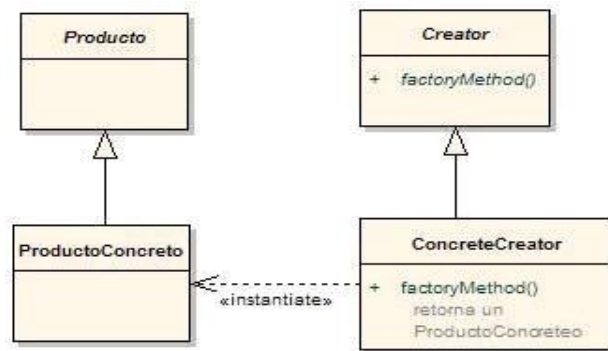 Producto
Creator
+ factoryMethod()
ProductoConcreto
«instantiate»
ConcreteCreator
+ factoryMethod()
retorna un
ProductoConcreteo